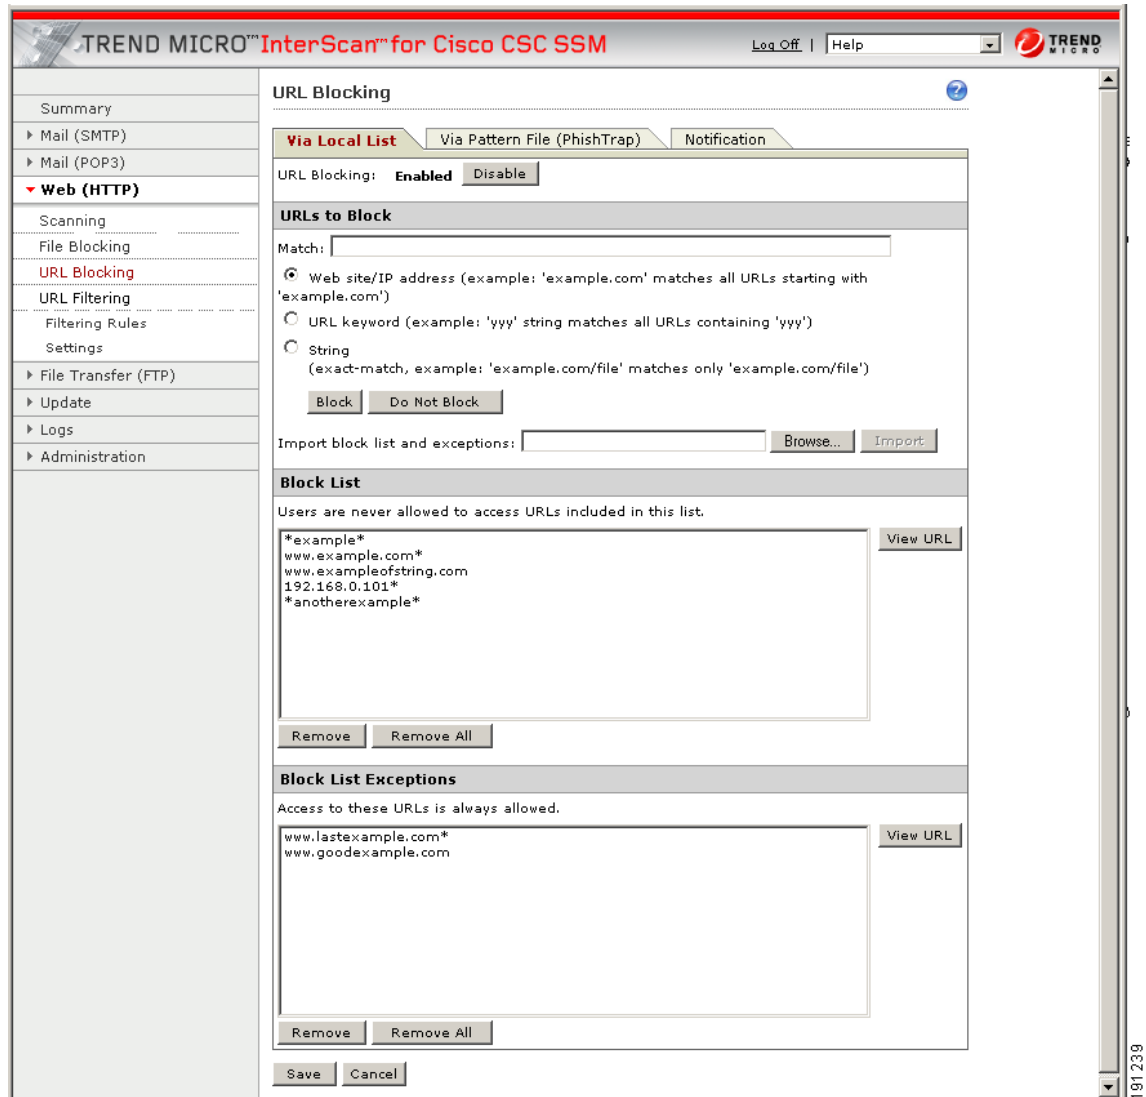 TREND MICRO™ InterScan™ for Cisco CSC SSM
Log Off | Help
TREND MICRO
Summary
Mail (SMTP)
Mail (POP3)
Web (HTTP)
Scanning
File Blocking
URL Blocking
URL Filtering
Filtering Rules
Settings
File Transfer (FTP)
Update
Logs
Administration
URL Blocking
?
Via Local List
Via Pattern File (PhishTrap)
Notification
URL Blocking: Enabled Disable
URLs to Block
Match:
Web site/IP address (example: 'example.com' matches all URLs starting with
'example.com')
URL keyword (example: 'yyy' string matches all URLs containing 'yyy')
String
(exact-match, example: 'example.com/file' matches only 'example.com/file')
Block Do Not Block
Import block list and exceptions: Browse... Import
Block List
Users are never allowed to access URLs included in this list.
*example*
www.example.com*
www.exampleofstring.com
192.168.0.101*
*anotherexample*
View URL
Remove Remove All
Block List Exceptions
Access to these URLs is always allowed.
www.lastexample.com*
www.goodexample.com
View URL
Remove Remove All
Save Cancel
191239